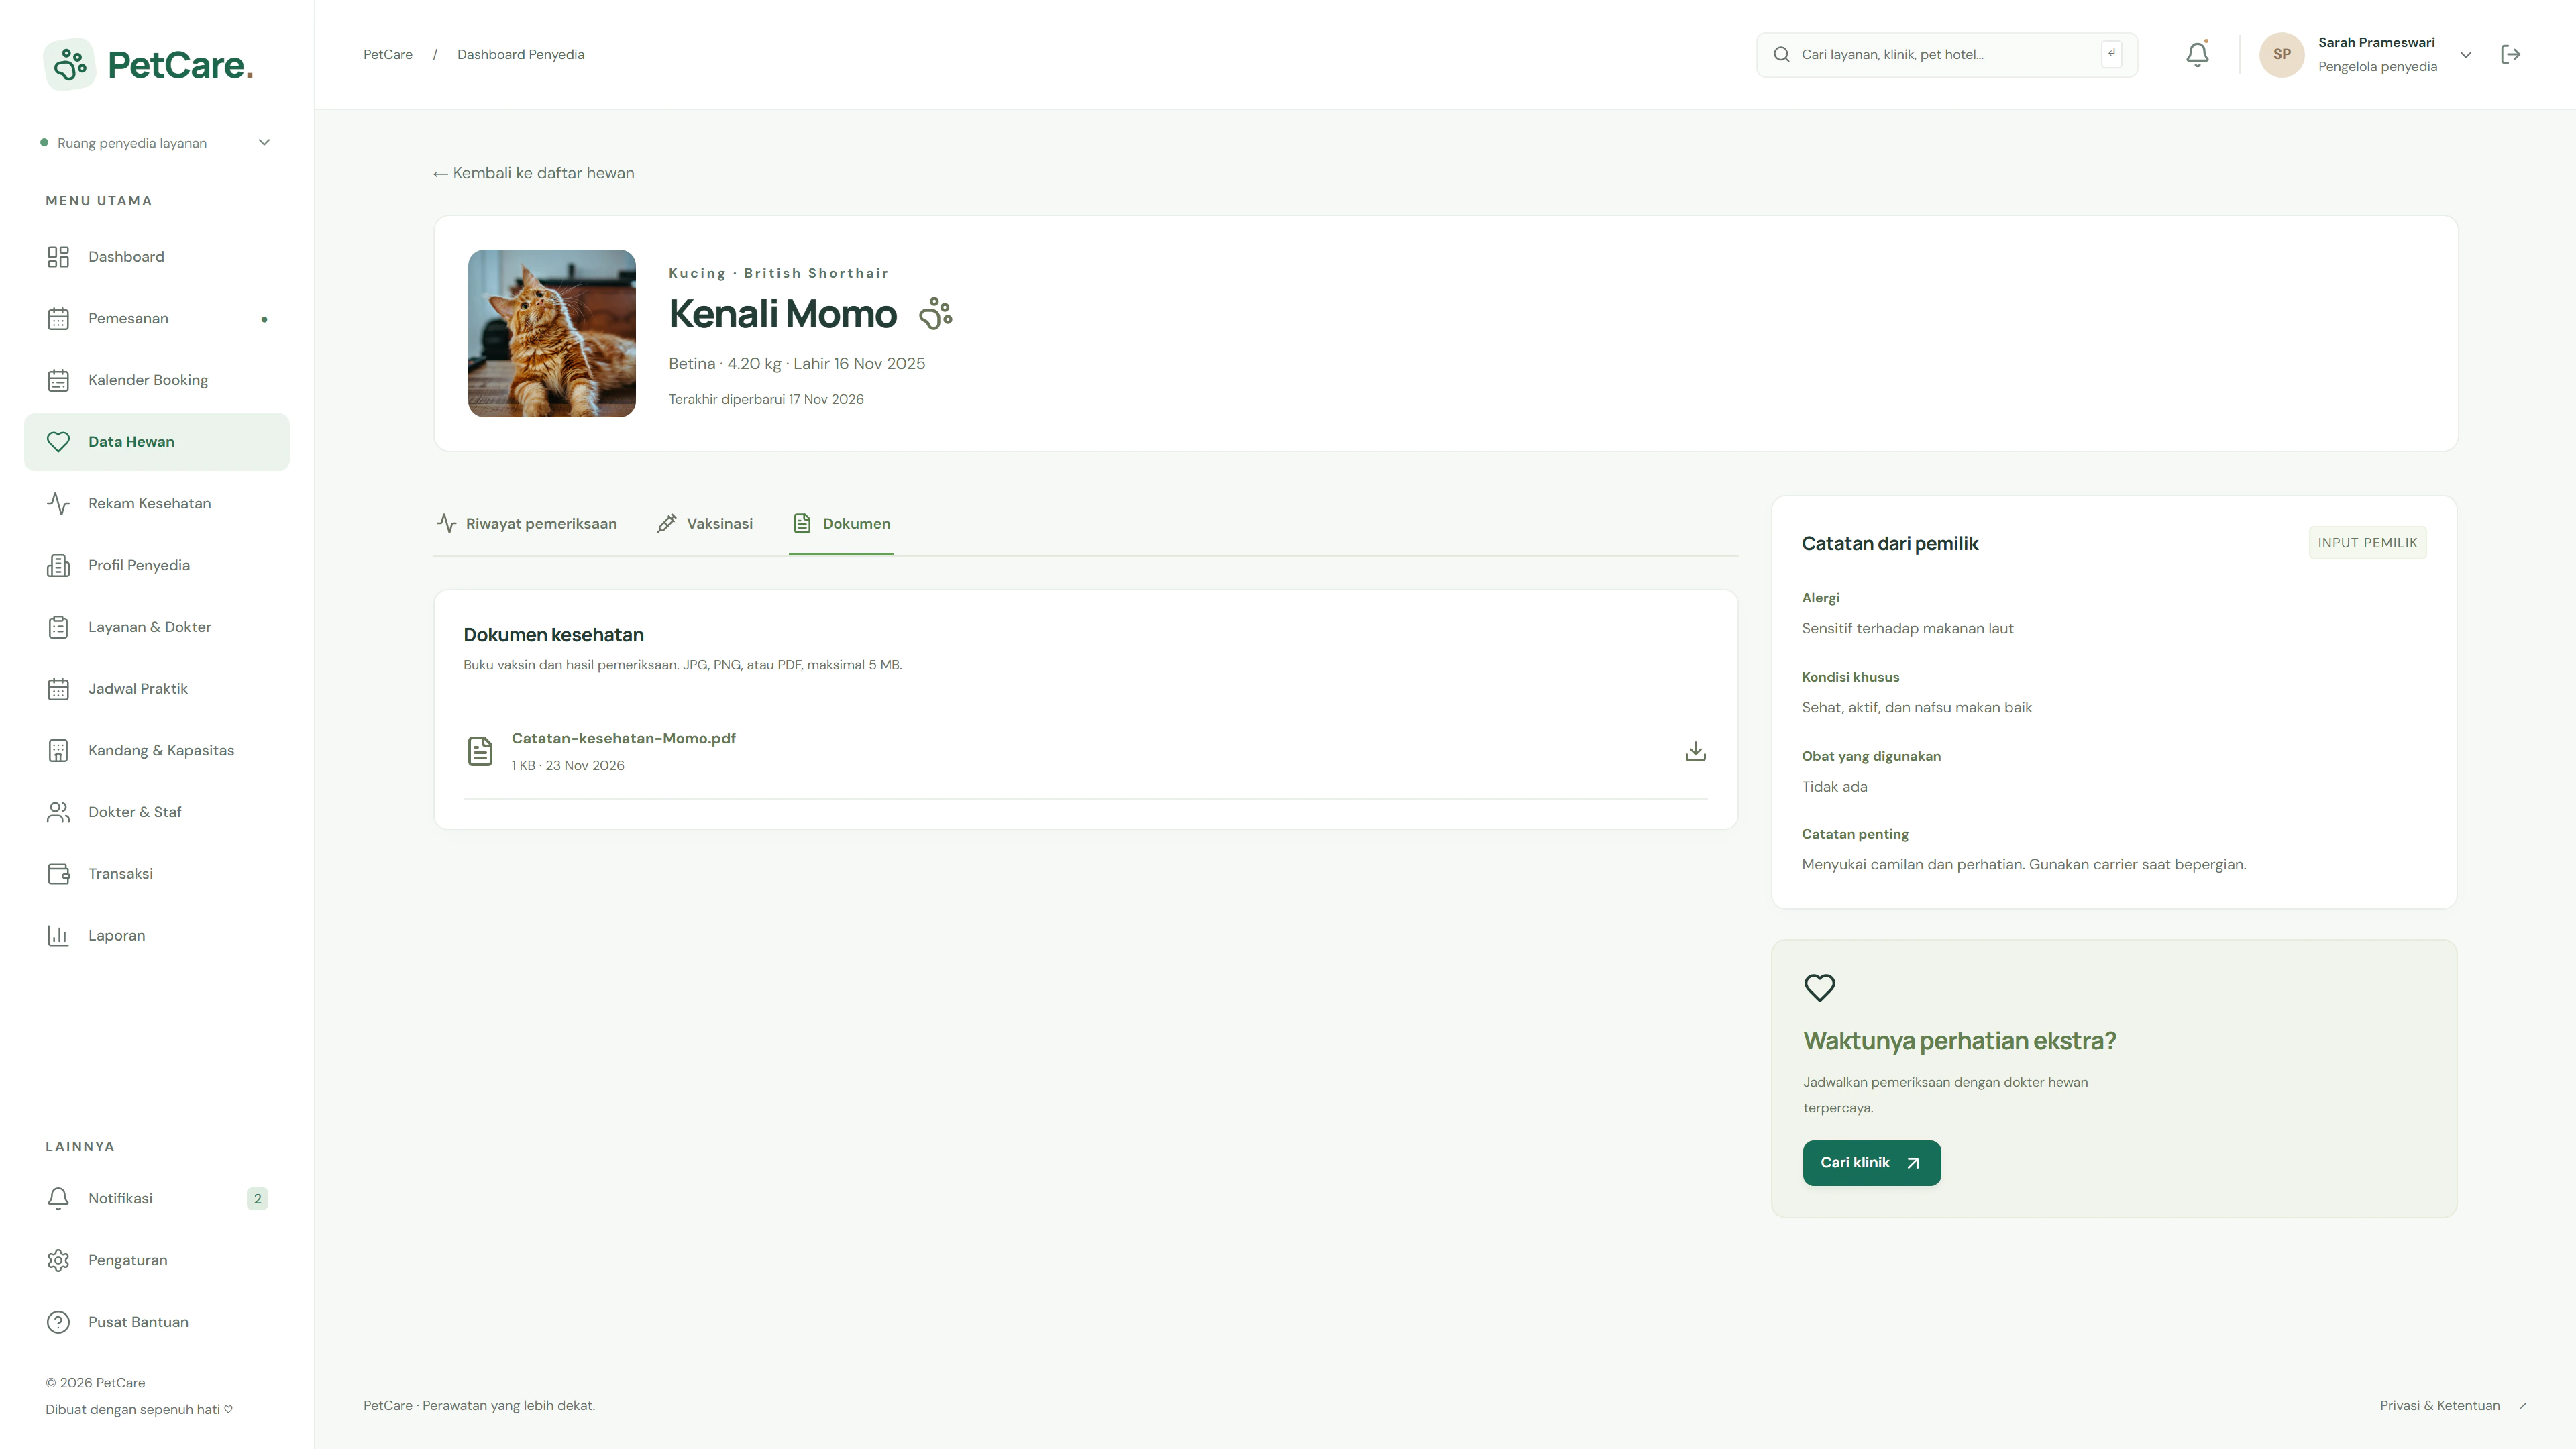 PetCare.
Ruang penyedia layanan
MENU UTAMA
Dashboard
Pemesanan
Kalender Booking
Data Hewan
Rekam Kesehatan
Profil Penyedia
Layanan & Dokter
Jadwal Praktik
Kandang & Kapasitas
Dokter & Staf
Transaksi
Laporan
LAINNYA
Notifikasi 2
Pengaturan
Pusat Bantuan
© 2026 PetCare
Dibuat dengan sepenuh hati ♡
PetCare / Dashboard Penyedia
Cari layanan, klinik, pet hotel... ↵
SP
Sarah Prameswari
Pengelola penyedia
← Kembali ke daftar hewan
Kucing · British Shorthair
Kenali Momo
Betina · 4.20 kg · Lahir 16 Nov 2025
Terakhir diperbarui 17 Nov 2026
Riwayat pemeriksaan Vaksinasi Dokumen
Dokumen kesehatan
Buku vaksin dan hasil pemeriksaan. JPG, PNG, atau PDF, maksimal 5 MB.
Catatan-kesehatan-Momo.pdf
1 KB · 23 Nov 2026
Catatan dari pemilik
INPUT PEMILIK
Alergi
Sensitif terhadap makanan laut
Kondisi khusus
Sehat, aktif, dan nafsu makan baik
Obat yang digunakan
Tidak ada
Catatan penting
Menyukai camilan dan perhatian. Gunakan carrier saat bepergian.
Waktunya perhatian ekstra?
Jadwalkan pemeriksaan dengan dokter hewan
terpercaya.
Cari klinik
PetCare · Perawatan yang lebih dekat.
Privasi & Ketentuan ↗